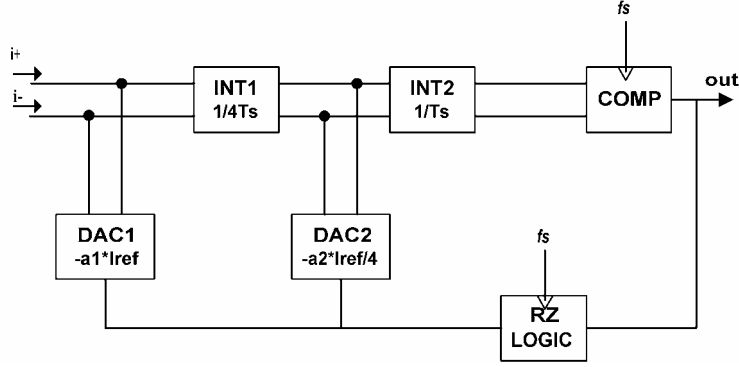 fs
i+
i-
INT1
1/4Ts
INT2
1/Ts
COMP
out
DAC1
-a1*Iref
DAC2
-a2*Iref/4
fs
RZ
LOGIC